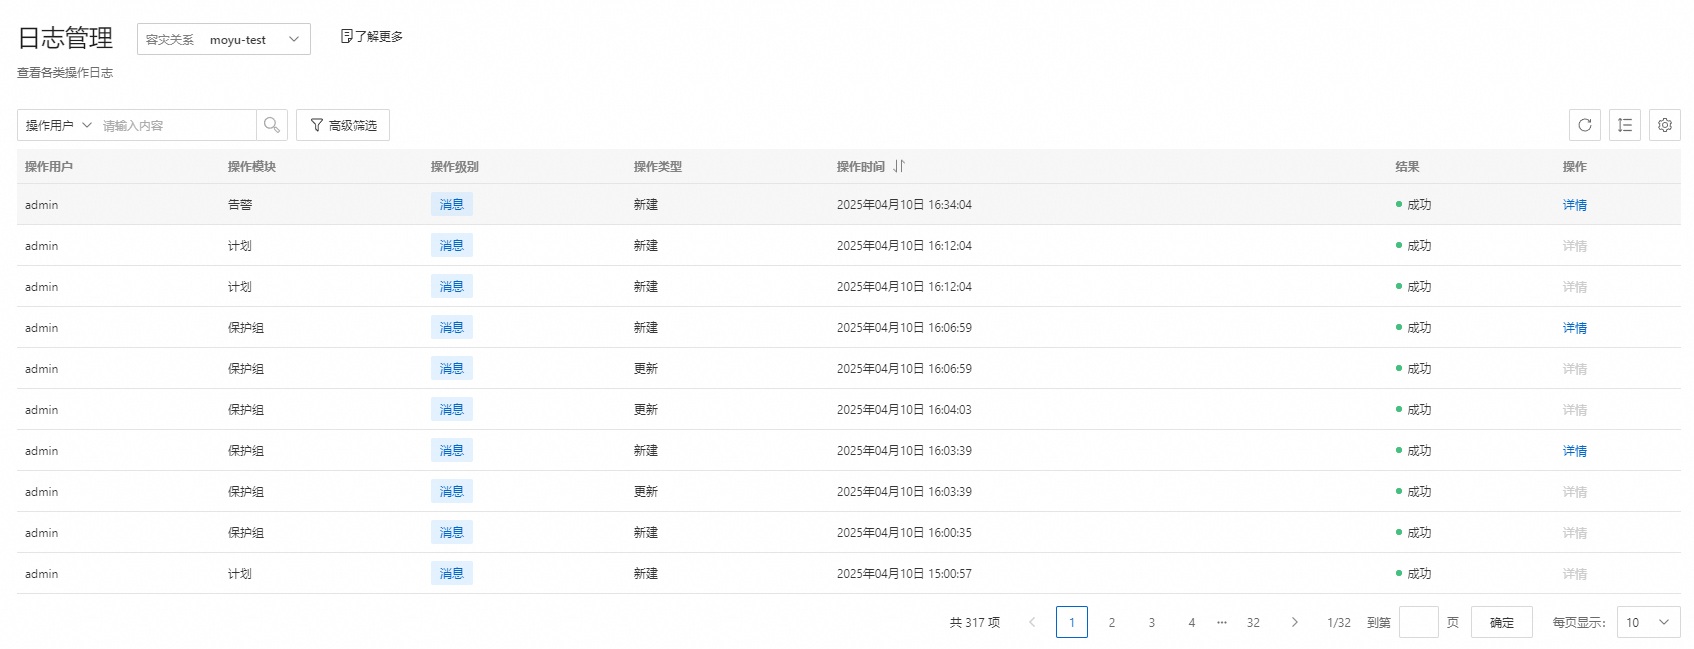 日志管理 容灾关系 moyu-test 了解更多
查看各类操作日志
操作用户 请输入内容 高级筛选
操作用户 操作模块 操作级别 操作类型 操作时间 结果 操作
admin 告警 消息 新建 2025年04月10日 16:34:04 成功 详情
admin 计划 消息 新建 2025年04月10日 16:12:04 成功 详情
admin 计划 消息 新建 2025年04月10日 16:12:04 成功 详情
admin 保护组 消息 新建 2025年04月10日 16:06:59 成功 详情
admin 保护组 消息 更新 2025年04月10日 16:06:59 成功 详情
admin 保护组 消息 更新 2025年04月10日 16:04:03 成功 详情
admin 保护组 消息 新建 2025年04月10日 16:03:39 成功 详情
admin 保护组 消息 更新 2025年04月10日 16:03:39 成功 详情
admin 保护组 消息 新建 2025年04月10日 16:00:35 成功 详情
admin 计划 消息 新建 2025年04月10日 15:00:57 成功 详情
共 317 项 1 2 3 4 ··· 32 1/32 到第 页 确定 每页显示: 10